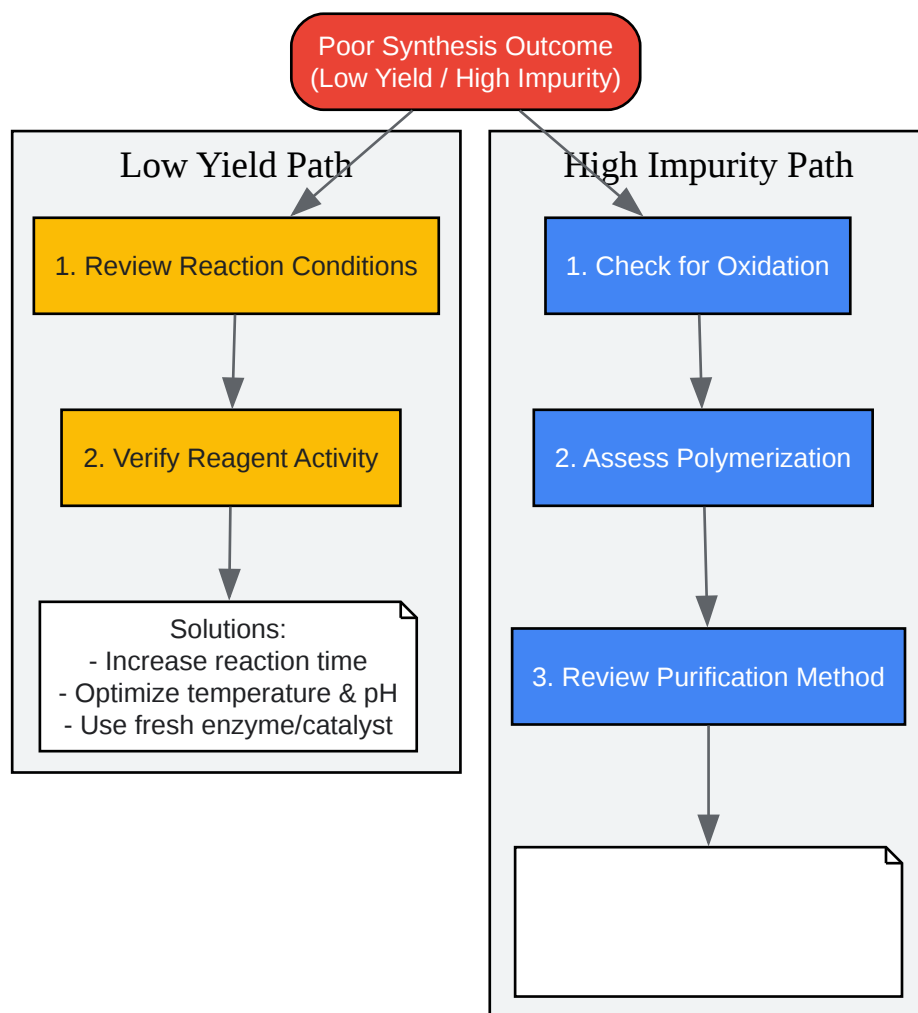 Poor Synthesis Outcome
(Low Yield / High Impurity)
Low Yield Path
1. Review Reaction Conditions
2. Verify Reagent Activity
Solutions:
- Increase reaction time
- Optimize temperature & pH
- Use fresh enzyme/catalyst
High Impurity Path
1. Check for Oxidation
2. Assess Polymerization
3. Review Purification Method